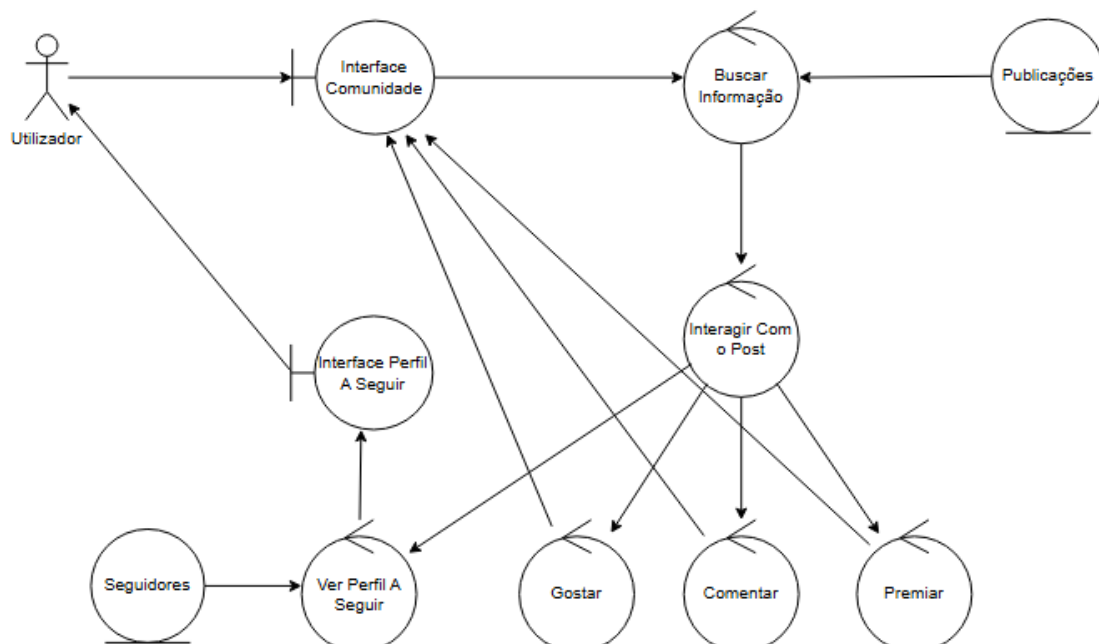 Interface
Comunidade
Buscar
Informação
Publicações
Utilizador
Interagir Com
o Post
Interface Perfil
A Seguir
Seguidores
Ver Perfil A
Seguir
Gostar
Comentar
Premiar